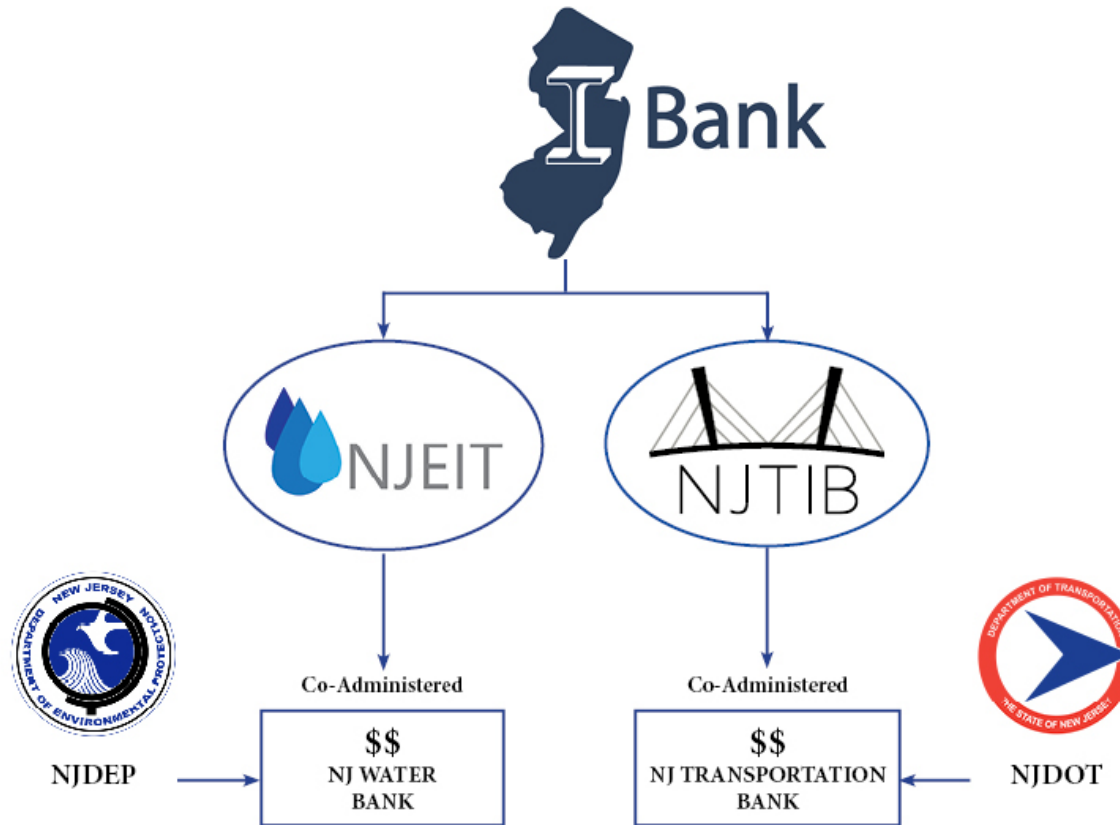 I Bank
NJEIT
NJTIB
NEW JERSEY
DEPARTMENT OF ENVIRONMENTAL PROTECTION
DEPARTMENT OF TRANSPORTATION
THE STATE OF NEW JERSEY
Co-Administered
Co-Administered
NJDEP
$$
NJ WATER
BANK
$$
NJ TRANSPORTATION
BANK
NJDOT